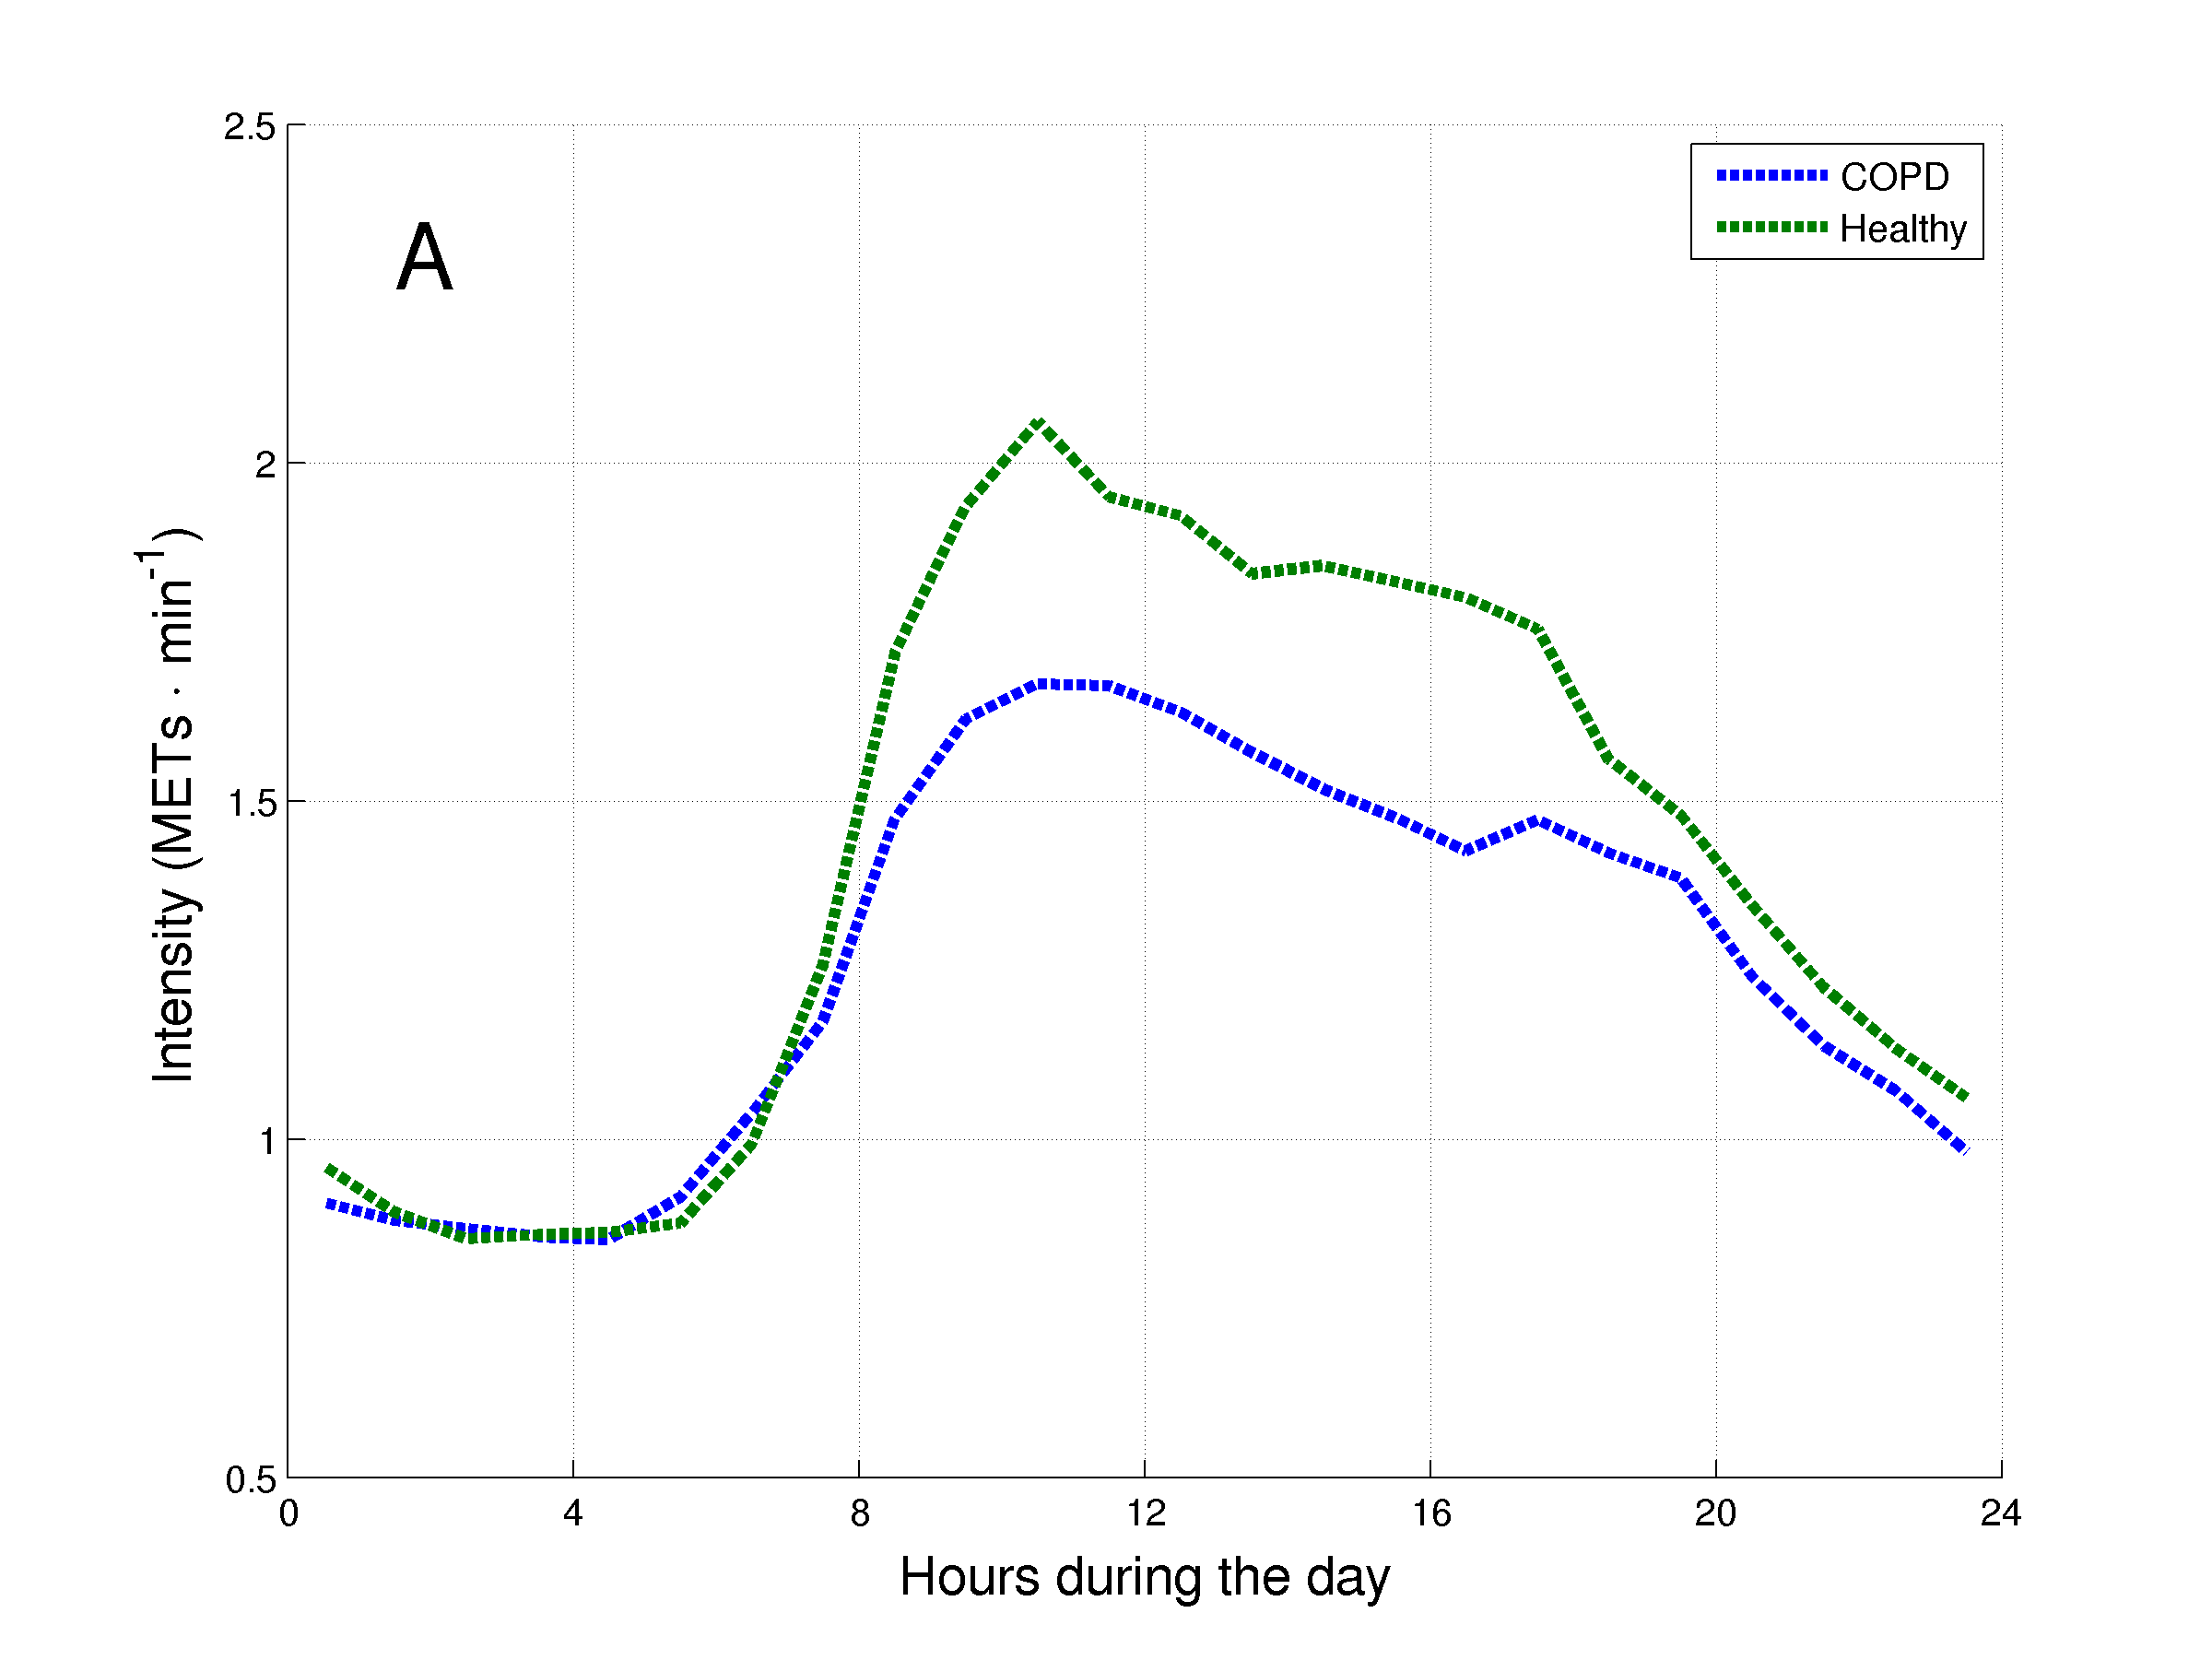 2.5
COPD
Healthy
A
2
1.5
1
0.5
Intensity (METs · min⁻¹)
0 4 8 12 16 20 24
Hours during the day